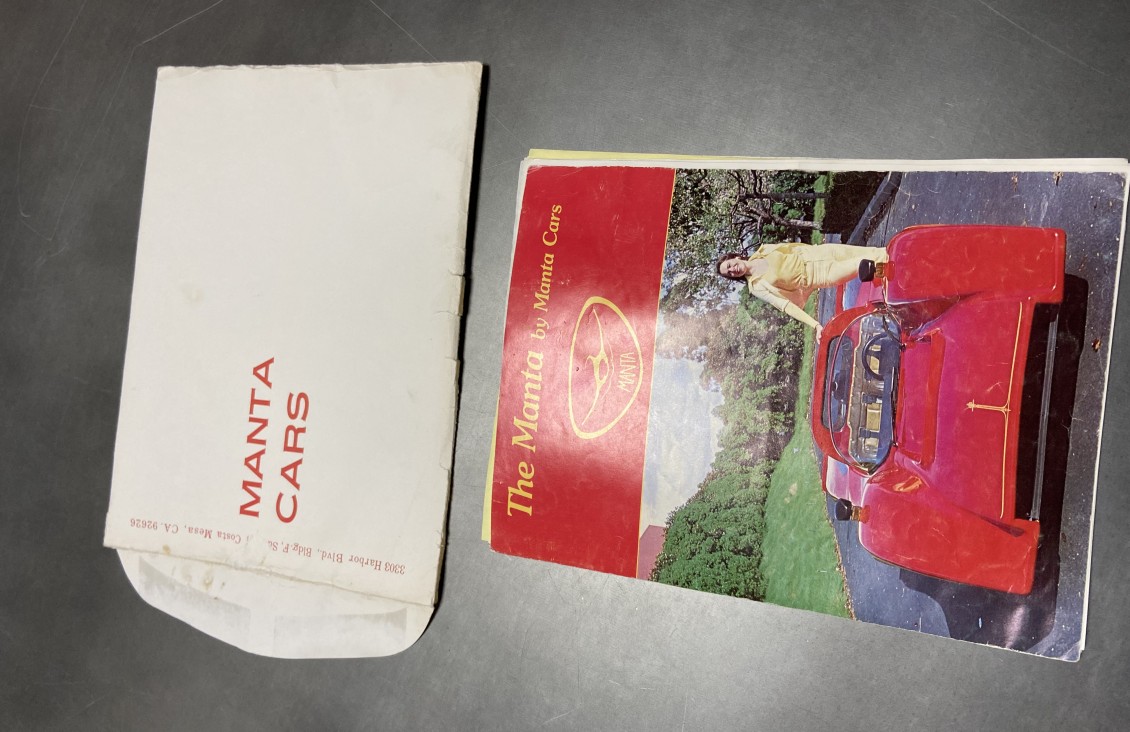 MANTA
CARS
3303 Harbor Blvd., Bldg. F, Costa Mesa, CA. 92626
The Manta by Manta Cars
MANTA